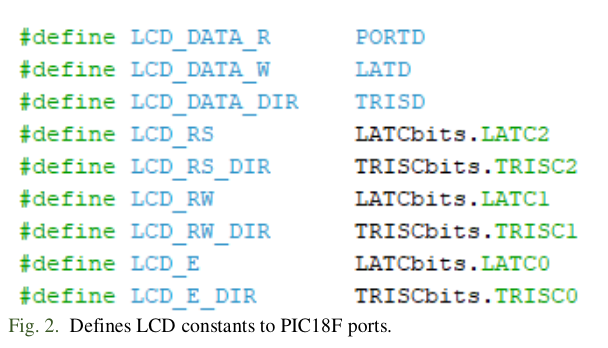 #define LCD_DATA_R PORTD
#define LCD_DATA_W LATD
#define LCD_DATA_DIR TRISD
#define LCD_RS LATCbits.LATC2
#define LCD_RS_DIR TRISCbits.TRISC2
#define LCD_RW LATCbits.LATC1
#define LCD_RW_DIR TRISCbits.TRISC1
#define LCD_E LATCbits.LATC0
#define LCD_E_DIR TRISCbits.TRISC0
Fig. 2. Defines LCD constants to PIC18F ports.